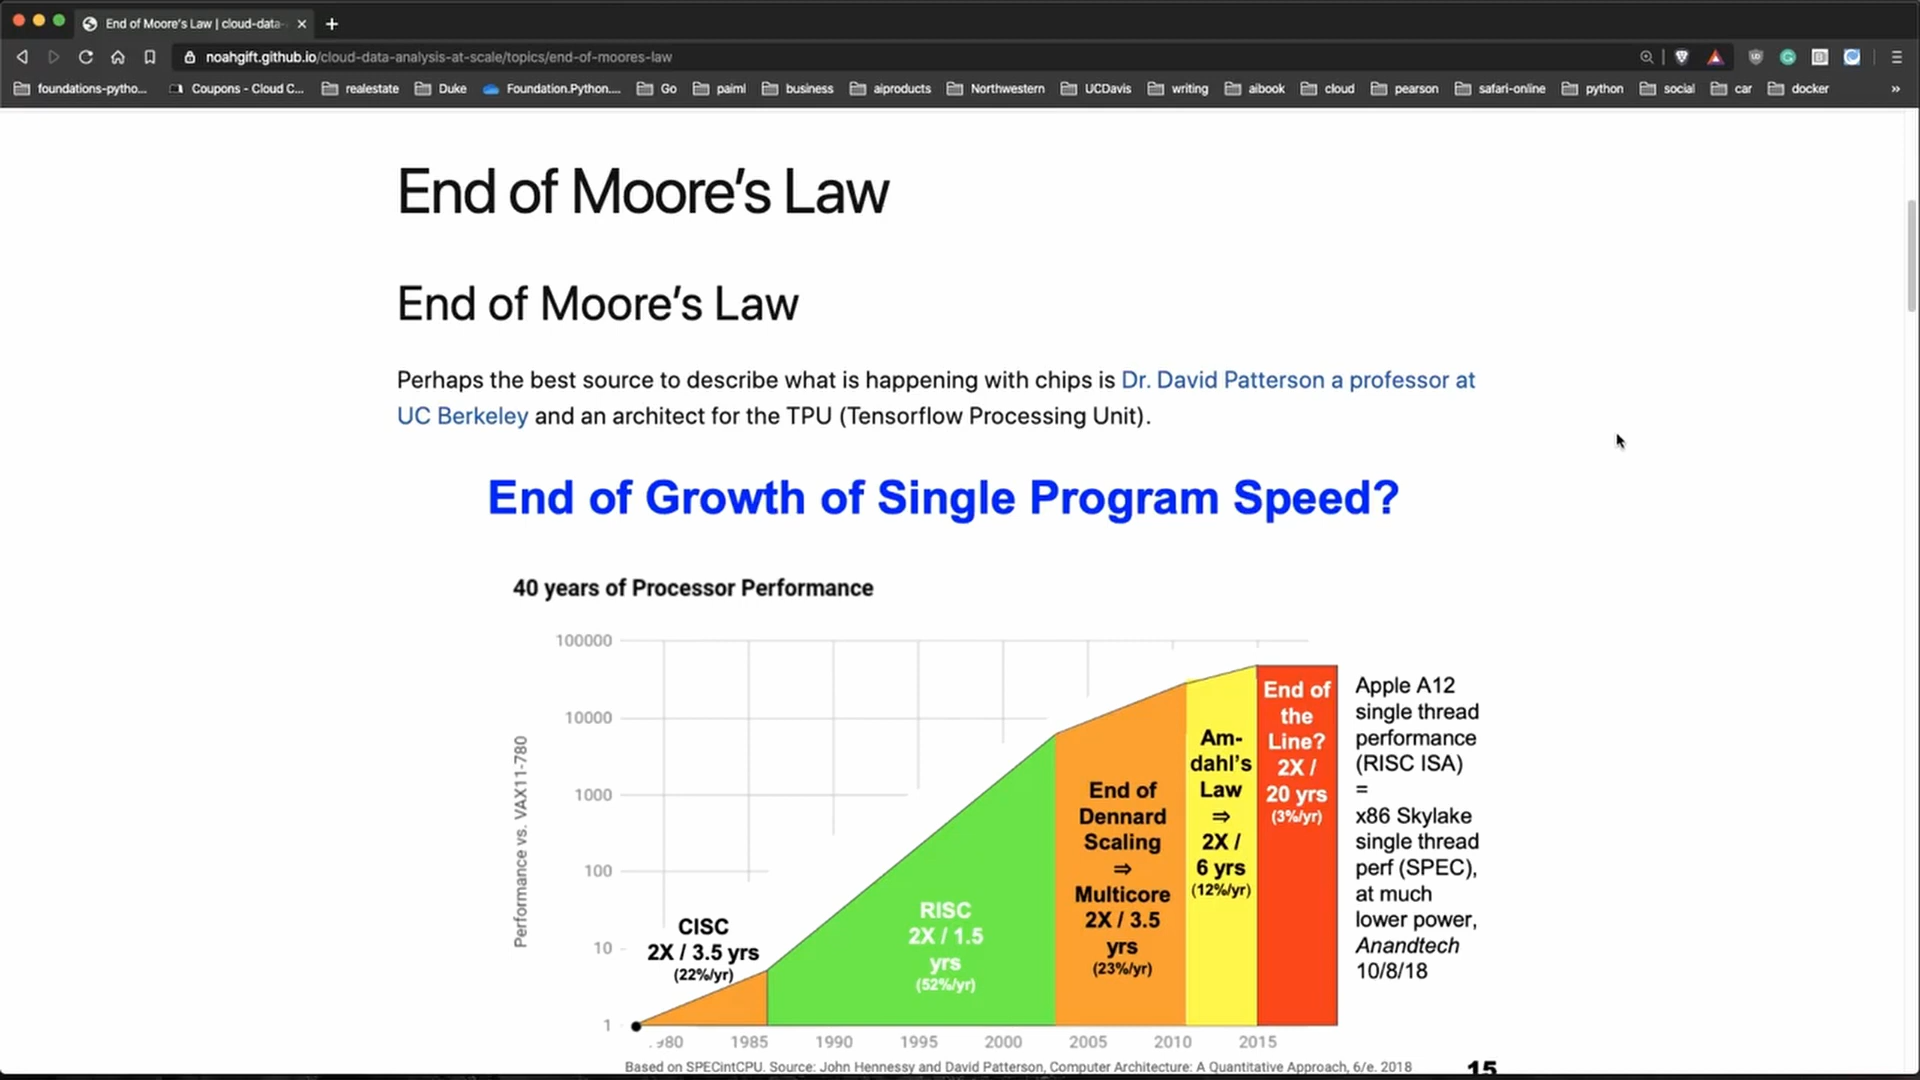 End of Moore's Law | cloud-data-
noahgift.github.io/cloud-data-analysis-at-scale/topics/end-of-moores-law
foundations-pytho... Coupons - Cloud C... realestate Duke Foundation.Python.... Go paiml business aiproducts Northwestern UCDavis writing aibook cloud pearson safari-online python social car docker »
End of Moore's Law
End of Moore's Law
Perhaps the best source to describe what is happening with chips is Dr. David Patterson a professor at
UC Berkeley and an architect for the TPU (Tensorflow Processing Unit).
End of Growth of Single Program Speed?
40 years of Processor Performance
Performance vs. VAX11-780
100000
10000
1000
100
10
1
CISC
2X / 3.5 yrs
(22%/yr)
RISC
2X / 1.5
yrs
(52%/yr)
End of
Dennard
Scaling
⇒
Multicore
2X / 3.5
yrs
(23%/yr)
Am-
dahl's
Law
⇒
2X /
6 yrs
(12%/yr)
End of
the
Line?
2X /
20 yrs
(3%/yr)
Apple A12
single thread
performance
(RISC ISA)
=
x86 Skylake
single thread
perf (SPEC),
at much
lower power,
Anandtech
10/8/18
980 1985 1990 1995 2000 2005 2010 2015
Based on SPECintCPU. Source: John Hennessy and David Patterson, Computer Architecture: A Quantitative Approach, 6/e. 2018
15